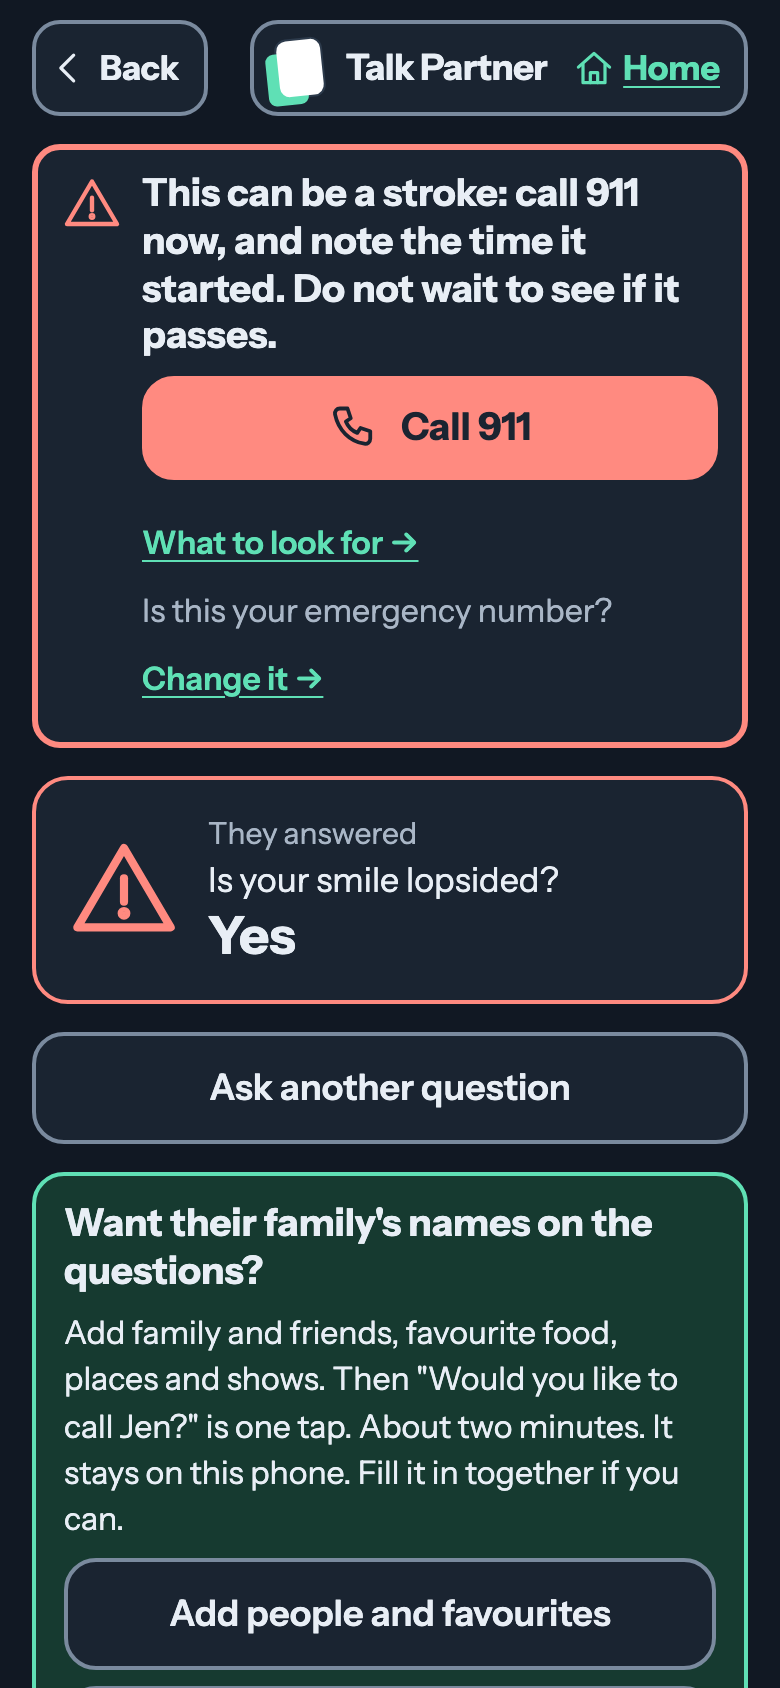 Back
Talk Partner
Home
This can be a stroke: call 911
now, and note the time it
started. Do not wait to see if it
passes.
Call 911
What to look for →
Is this your emergency number?
Change it →
They answered
Is your smile lopsided?
Yes
Ask another question
Want their family's names on the
questions?
Add family and friends, favourite food,
places and shows. Then "Would you like to
call Jen?" is one tap. About two minutes. It
stays on this phone. Fill it in together if you
can.
Add people and favourites